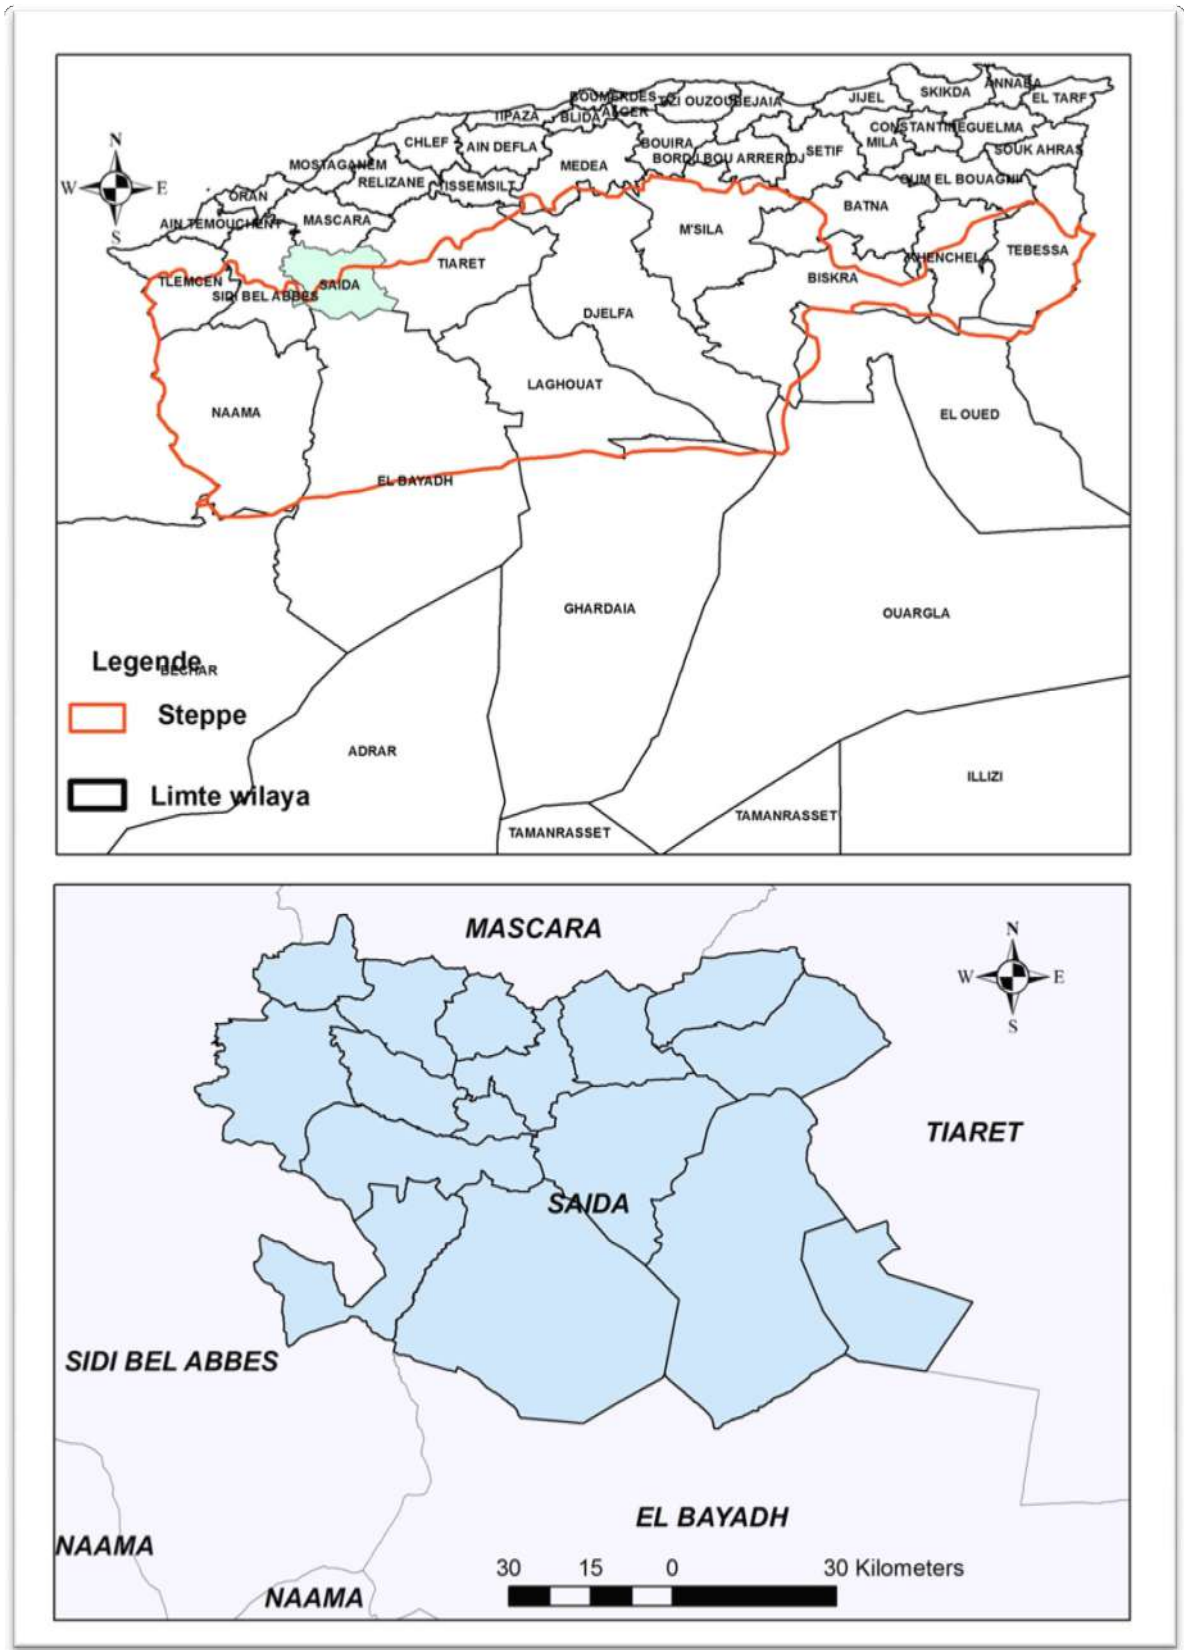 ANNABA
SKIKDA
EL TARF
JIJEL
BOUMERDES
TIZI OUZOU
BEJAIA
ALGER
TIPAZA
BLIDA
CONSTANTINE
GUELMA
CHLEF
AIN DEFLA
BOUIRA
MILA
SETIF
SOUK AHRAS
BORDJ BOU ARRERIDJ
MEDEA
MOSTAGANEM
RELIZANE
TISSEMSILT
OUM EL BOUAGHI
N
W
E
S
ORAN
BATNA
AIN TEMOUCHENT
MASCARA
M'SILA
TEBESSA
KHENCHELA
TIARET
BISKRA
TLEMCEN
SAIDA
SIDI BEL ABBES
DJELFA
LAGHOUAT
NAAMA
EL OUED
EL BAYADH
GHARDAIA
OUARGLA
Legende
BECHAR
Steppe
ADRAR
ILLIZI
Limte wilaya
TAMANRASSET
TAMANRASSET
MASCARA
N
W
E
S
TIARET
SAIDA
SIDI BEL ABBES
EL BAYADH
NAAMA
NAAMA
30 15 0 30 Kilometers